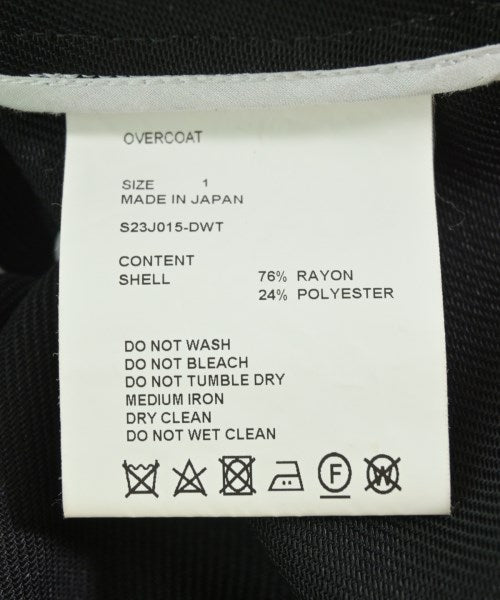 OVERCOAT
SIZE 1
MADE IN JAPAN
S23J015-DWT
CONTENT
SHELL 76% RAYON
24% POLYESTER
DO NOT WASH
DO NOT BLEACH
DO NOT TUMBLE DRY
MEDIUM IRON
DRY CLEAN
DO NOT WET CLEAN
F W